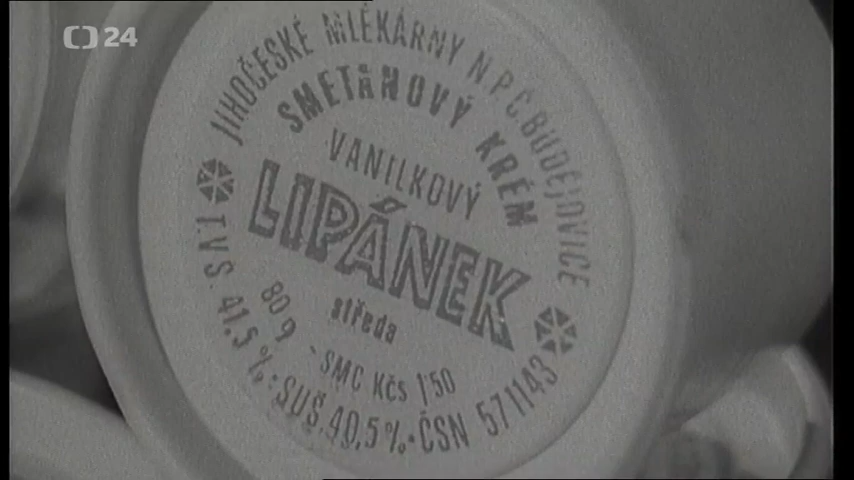 C 24
JIHOČESKÉ MLÉKÁRNY N.P. Č. BUDĚJOVICE
SMETANOVÝ KRÉM
VANILKOVÝ
LIPÁNEK
středa
80 g - SMC Kčs 1'50
T.V S. 41,5 %: SUŠ. 40,5 % · ČSN 571143